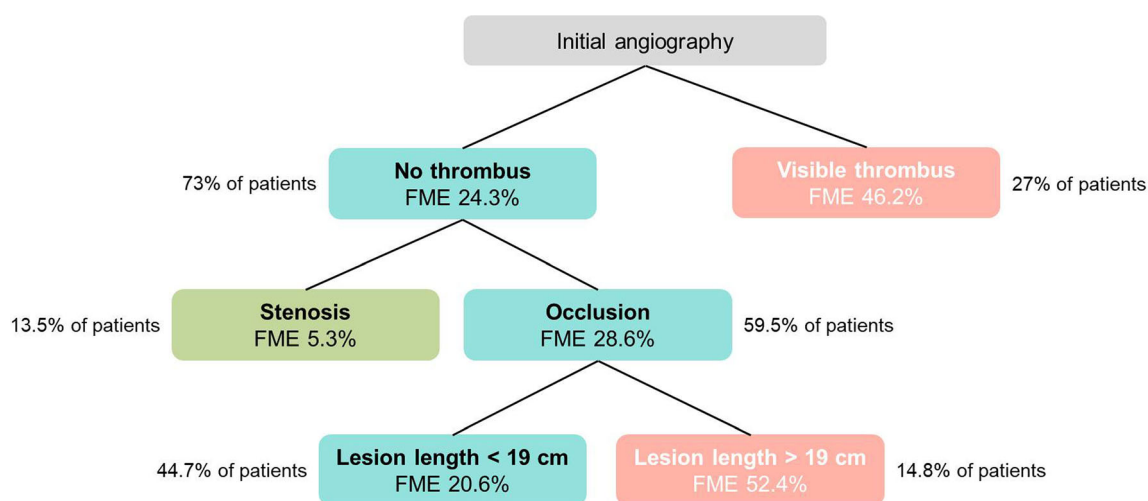 Initial angiography
73% of patients
No thrombus
FME 24.3%
Visible thrombus
FME 46.2%
27% of patients
13.5% of patients
Stenosis
FME 5.3%
Occlusion
FME 28.6%
59.5% of patients
44.7% of patients
Lesion length < 19 cm
FME 20.6%
Lesion length > 19 cm
FME 52.4%
14.8% of patients